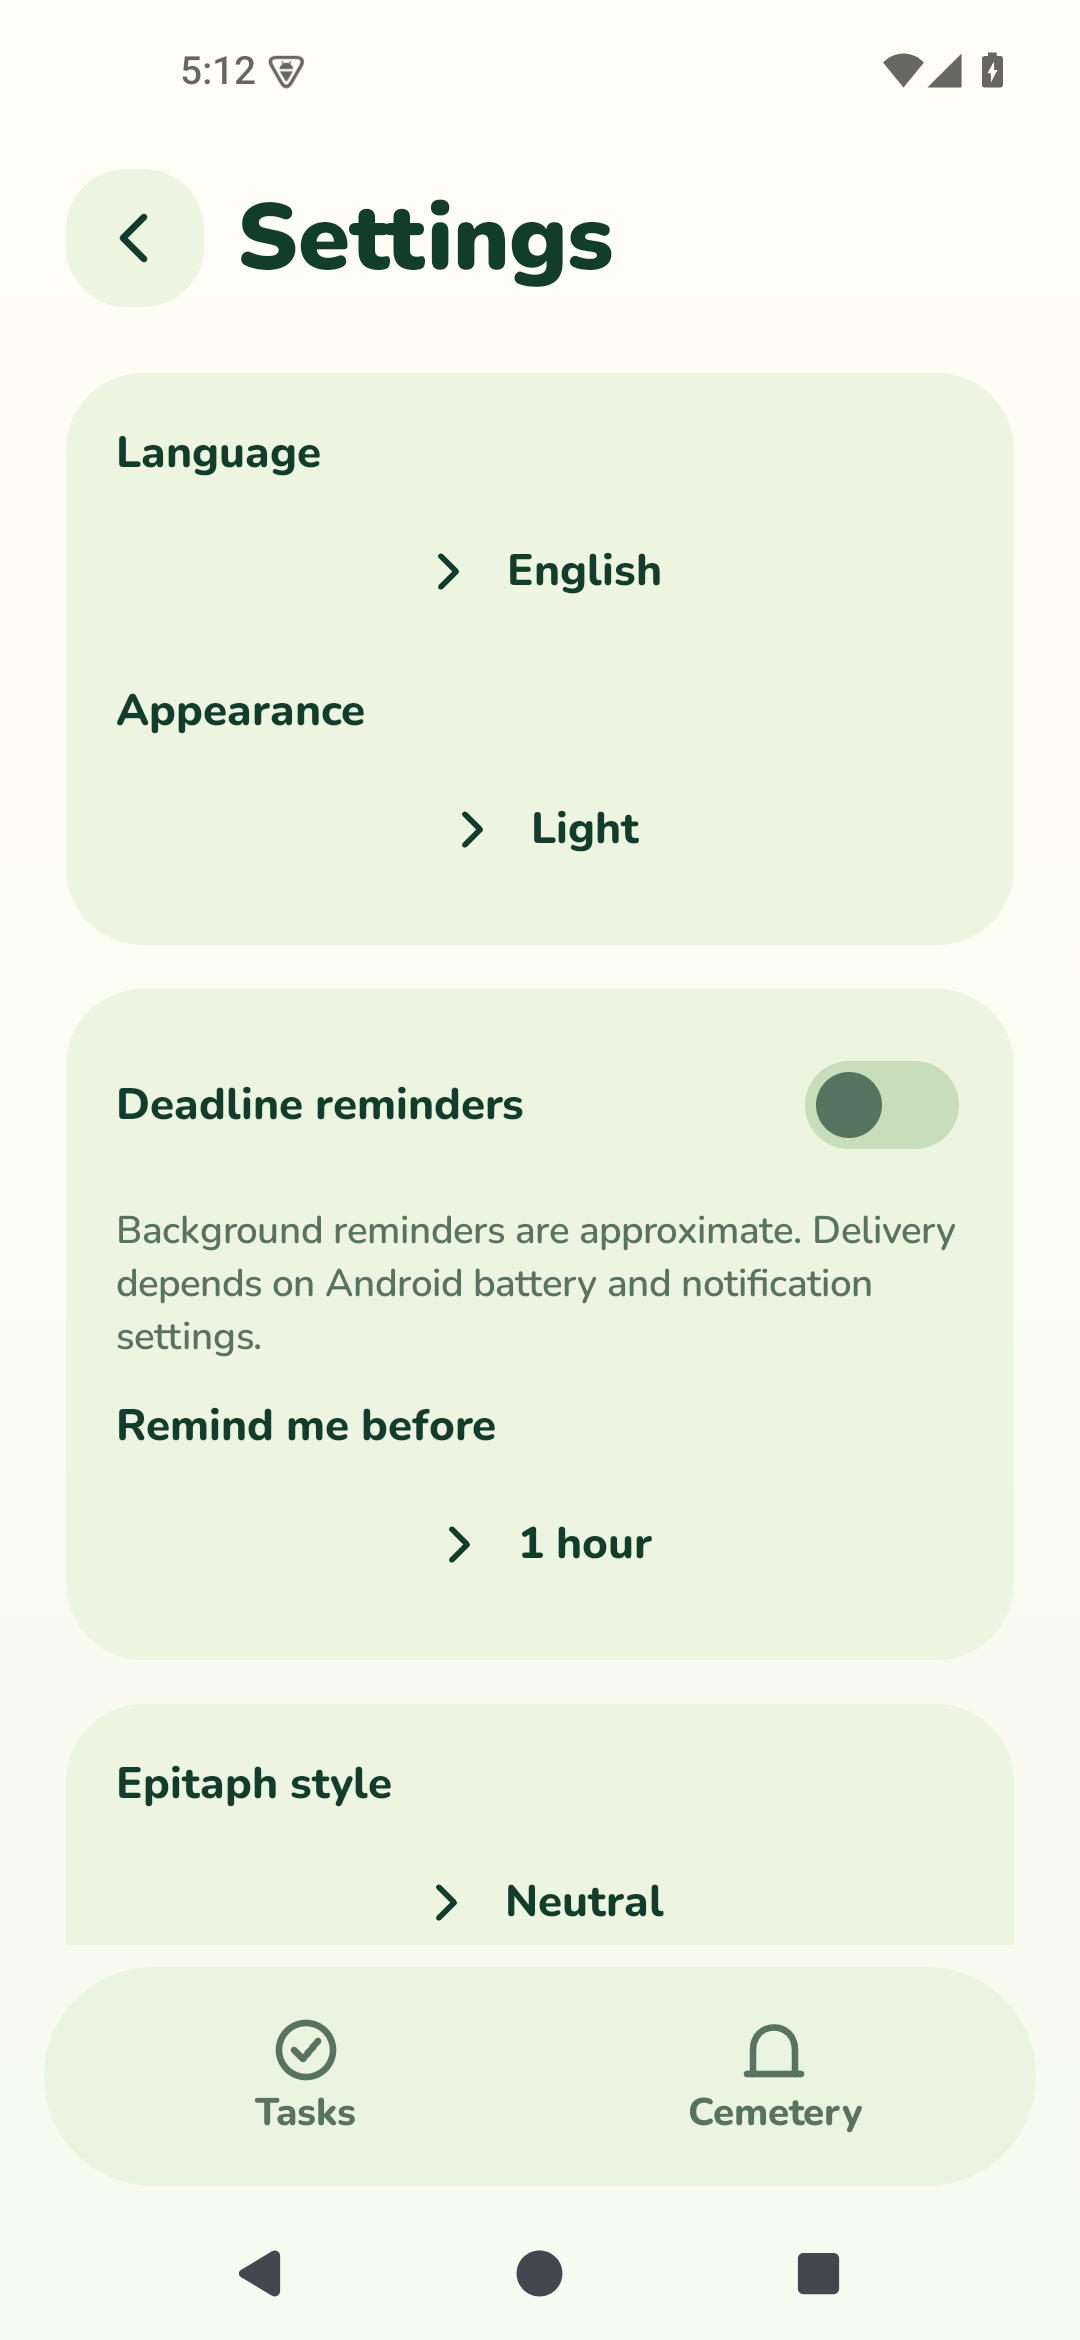 5:12
Settings
Language
English
Appearance
Light
Deadline reminders
Background reminders are approximate. Delivery
depends on Android battery and notification
settings.
Remind me before
1 hour
Epitaph style
Neutral
Tasks
Cemetery